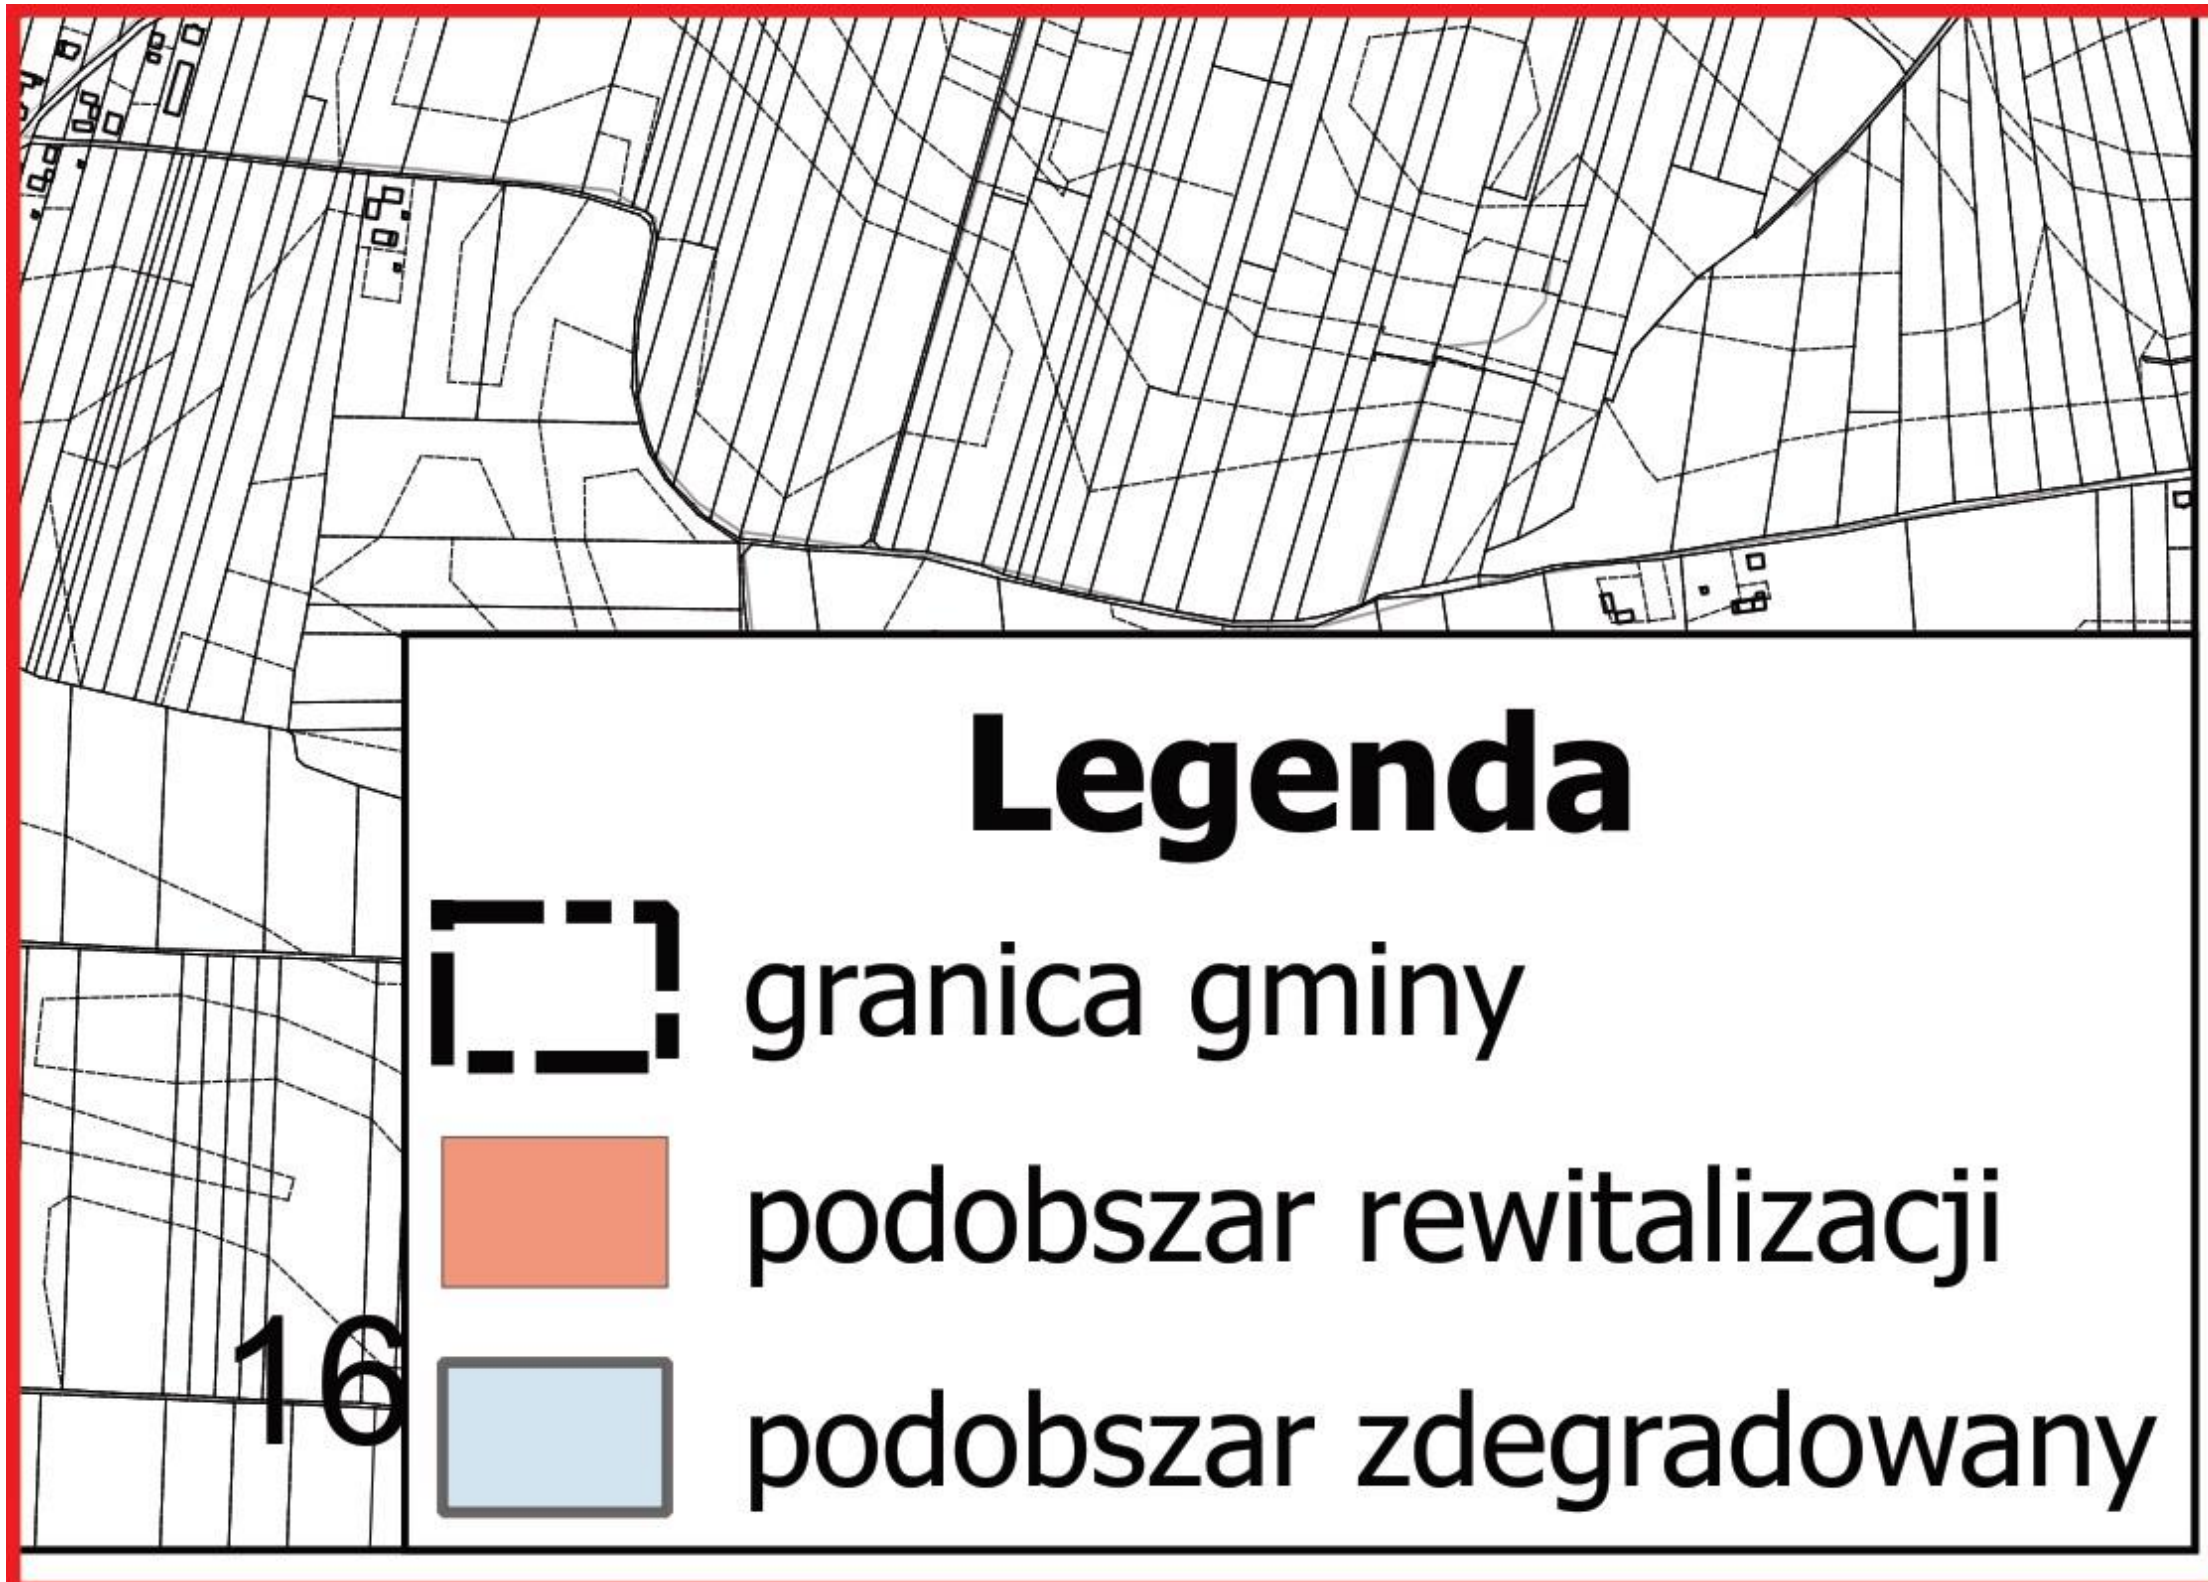 Legenda
granica gminy
podobszar rewitalizacji
16
podobszar zdegradowany